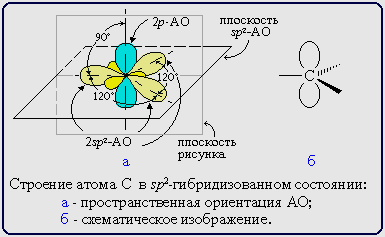 90°
2p-АО
плоскость
sp²-АО
120°
120°
2sp²-АО
плоскость
рисунка
а
С
б
Строение атома С в sp²-гибридизованном состоянии:
а - пространственная ориентация АО;
б - схематическое изображение.